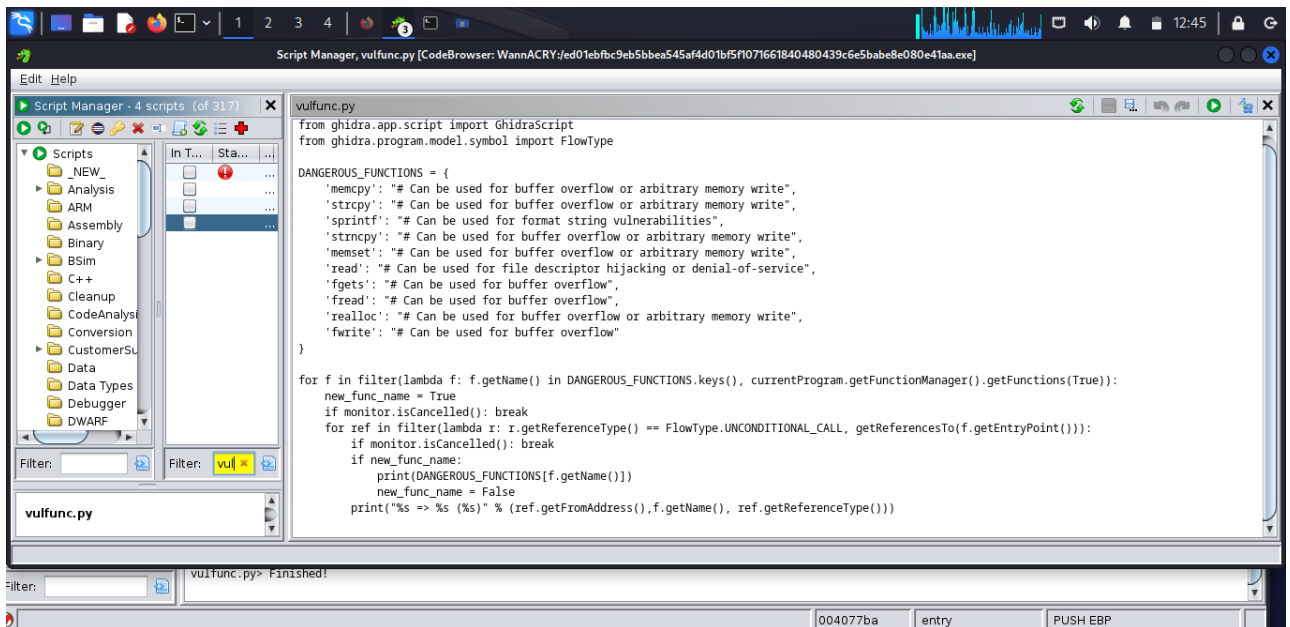 1 2 3 4 3 12:45
Script Manager, vulfunc.py [CodeBrowser: WannACRY:/ed01ebfbc9eb5bbea545af4d01bf5f1071661840480439c6e5babe8e080e41aa.exe]
Edit Help
Script Manager - 4 scripts (of 317)
Scripts
_NEW_
Analysis
ARM
Assembly
Binary
BSim
C++
Cleanup
CodeAnalysi
Conversion
CustomerSu
Data
Data Types
Debugger
DWARF
In T... Sta... ...
...
...
...
...
Filter:
Filter: vul
vulfunc.py
vulfunc.py
from ghidra.app.script import GhidraScript
from ghidra.program.model.symbol import FlowType
DANGEROUS_FUNCTIONS = {
'memcpy': "# Can be used for buffer overflow or arbitrary memory write",
'strcpy': "# Can be used for buffer overflow or arbitrary memory write",
'sprintf': "# Can be used for format string vulnerabilities",
'strncpy': "# Can be used for buffer overflow or arbitrary memory write",
'memset': "# Can be used for buffer overflow or arbitrary memory write",
'read': "# Can be used for file descriptor hijacking or denial-of-service",
'fgets': "# Can be used for buffer overflow",
'fread': "# Can be used for buffer overflow",
'realloc': "# Can be used for buffer overflow or arbitrary memory write",
'fwrite': "# Can be used for buffer overflow"
}
for f in filter(lambda f: f.getName() in DANGEROUS_FUNCTIONS.keys(), currentProgram.getFunctionManager().getFunctions(True)):
new_func_name = True
if monitor.isCancelled(): break
for ref in filter(lambda r: r.getReferenceType() == FlowType.UNCONDITIONAL_CALL, getReferencesTo(f.getEntryPoint())):
if monitor.isCancelled(): break
if new_func_name:
print(DANGEROUS_FUNCTIONS[f.getName()])
new_func_name = False
print("%s => %s (%s)" % (ref.getFromAddress(),f.getName(), ref.getReferenceType()))
Filter:
vulfunc.py> Finished!
004077ba entry PUSH EBP